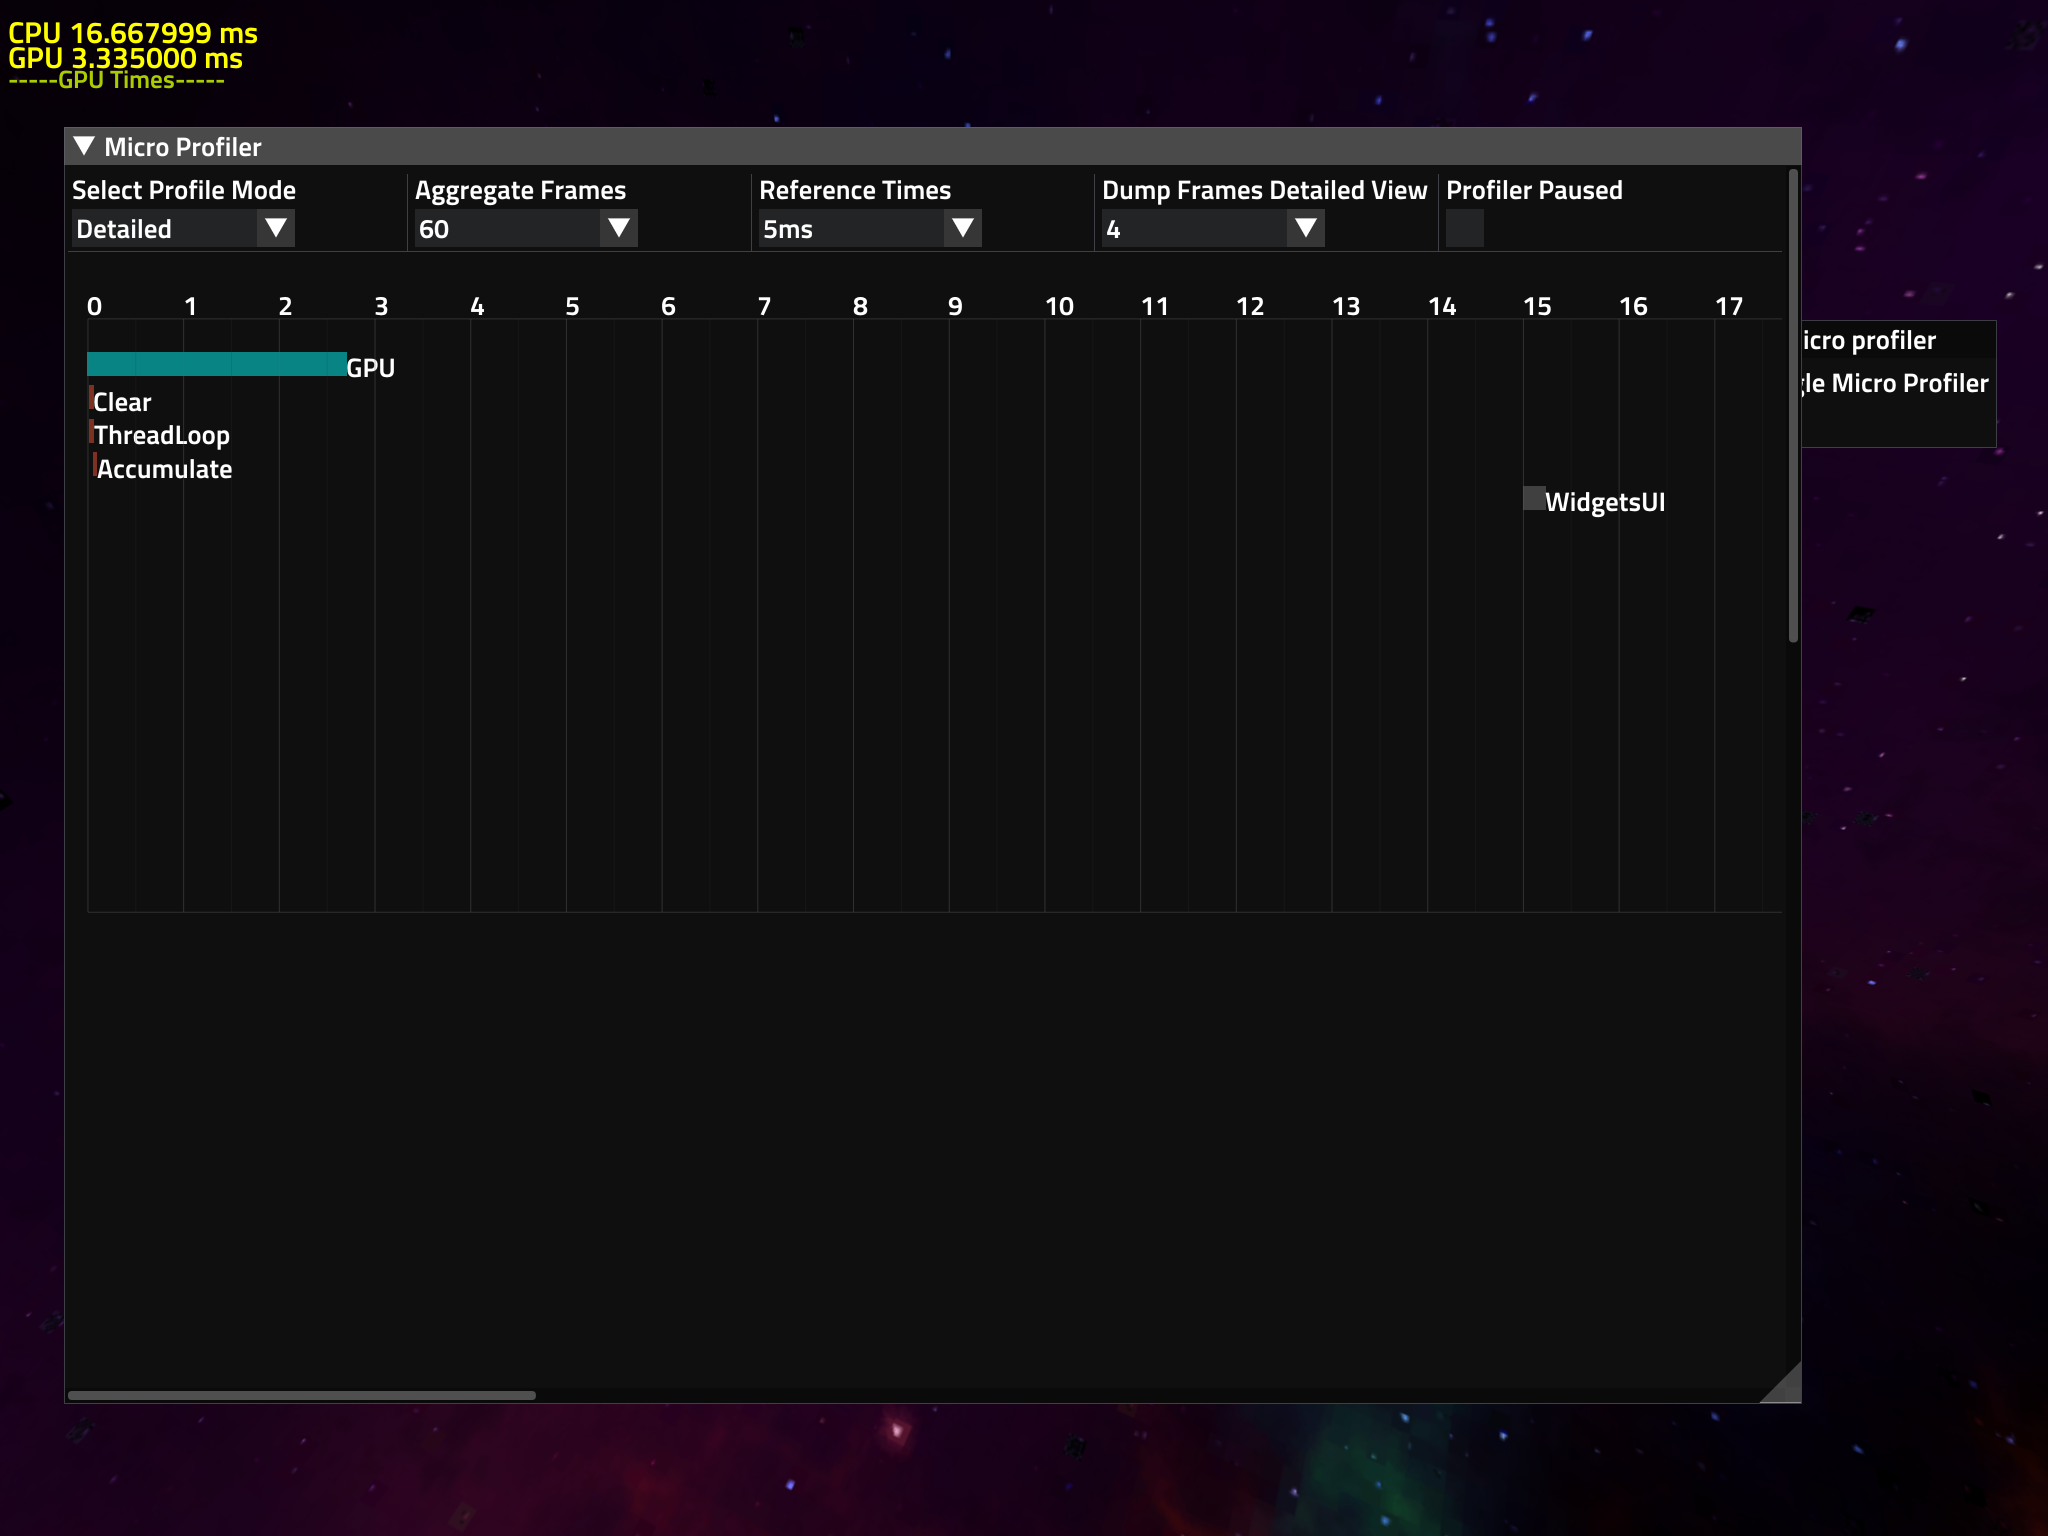 CPU 16.667999 ms
GPU 3.335000 ms
-----GPU Times-----
Micro Profiler
Select Profile Mode Aggregate Frames Reference Times Dump Frames Detailed View Profiler Paused
Detailed 60 5ms 4
0 1 2 3 4 5 6 7 8 9 10 11 12 13 14 15 16 17
icro profiler
GPU
gle Micro Profiler
Clear
ThreadLoop
Accumulate
WidgetsUI